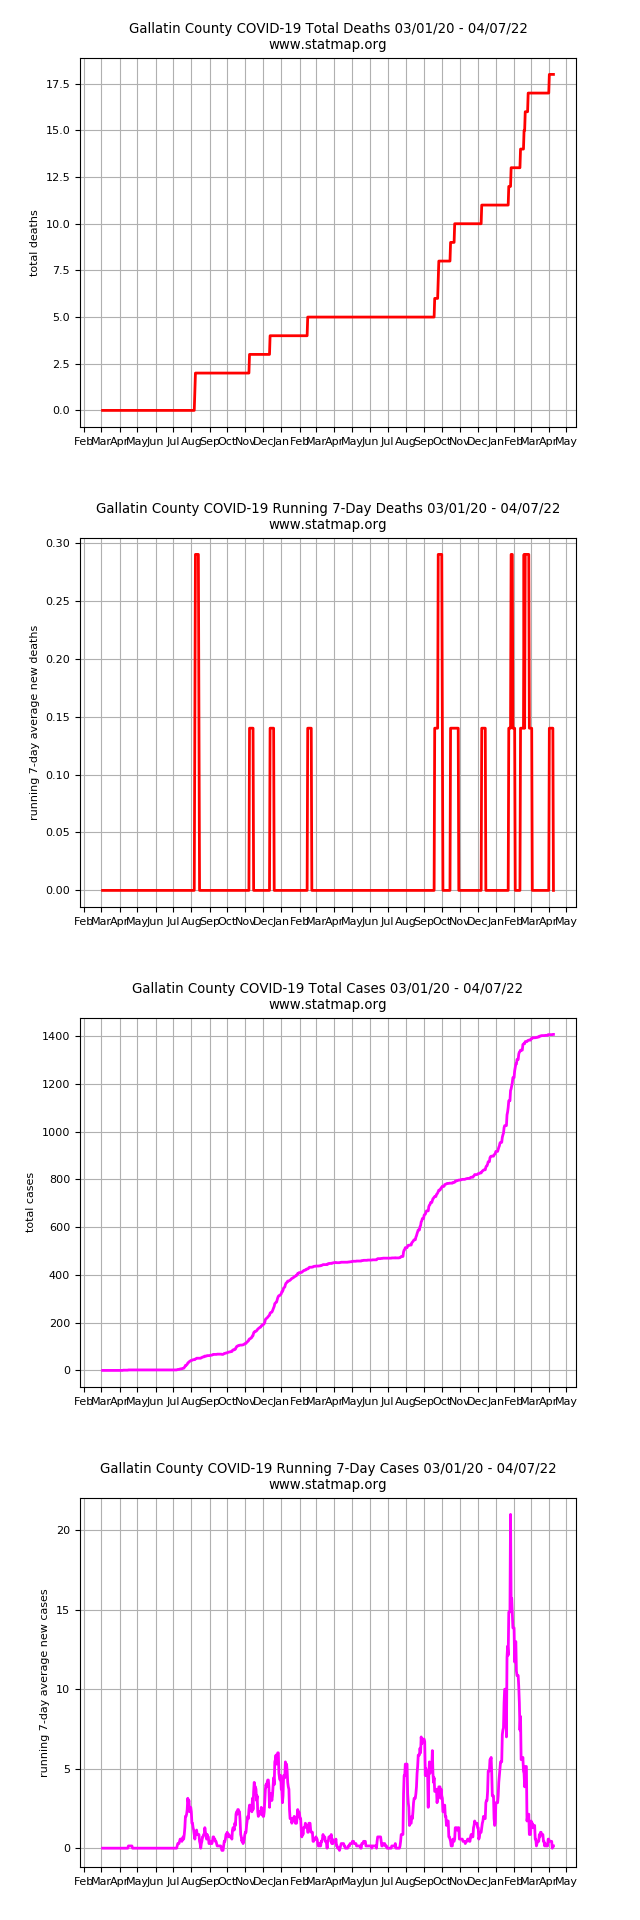 Gallatin County COVID-19 Total Deaths 03/01/20 - 04/07/22
www.statmap.org
17.5
15.0
12.5
10.0
7.5
5.0
2.5
0.0
total deaths
Feb Mar Apr May Jun Jul Aug Sep Oct Nov Dec Jan Feb Mar Apr May Jun Jul Aug Sep Oct Nov Dec Jan Feb Mar Apr May
Gallatin County COVID-19 Running 7-Day Deaths 03/01/20 - 04/07/22
www.statmap.org
0.30
0.25
0.20
0.15
0.10
0.05
0.00
running 7-day average new deaths
Feb Mar Apr May Jun Jul Aug Sep Oct Nov Dec Jan Feb Mar Apr May Jun Jul Aug Sep Oct Nov Dec Jan Feb Mar Apr May
Gallatin County COVID-19 Total Cases 03/01/20 - 04/07/22
www.statmap.org
1400
1200
1000
800
600
400
200
0
total cases
Feb Mar Apr May Jun Jul Aug Sep Oct Nov Dec Jan Feb Mar Apr May Jun Jul Aug Sep Oct Nov Dec Jan Feb Mar Apr May
Gallatin County COVID-19 Running 7-Day Cases 03/01/20 - 04/07/22
www.statmap.org
20
15
10
5
0
running 7-day average new cases
Feb Mar Apr May Jun Jul Aug Sep Oct Nov Dec Jan Feb Mar Apr May Jun Jul Aug Sep Oct Nov Dec Jan Feb Mar Apr May